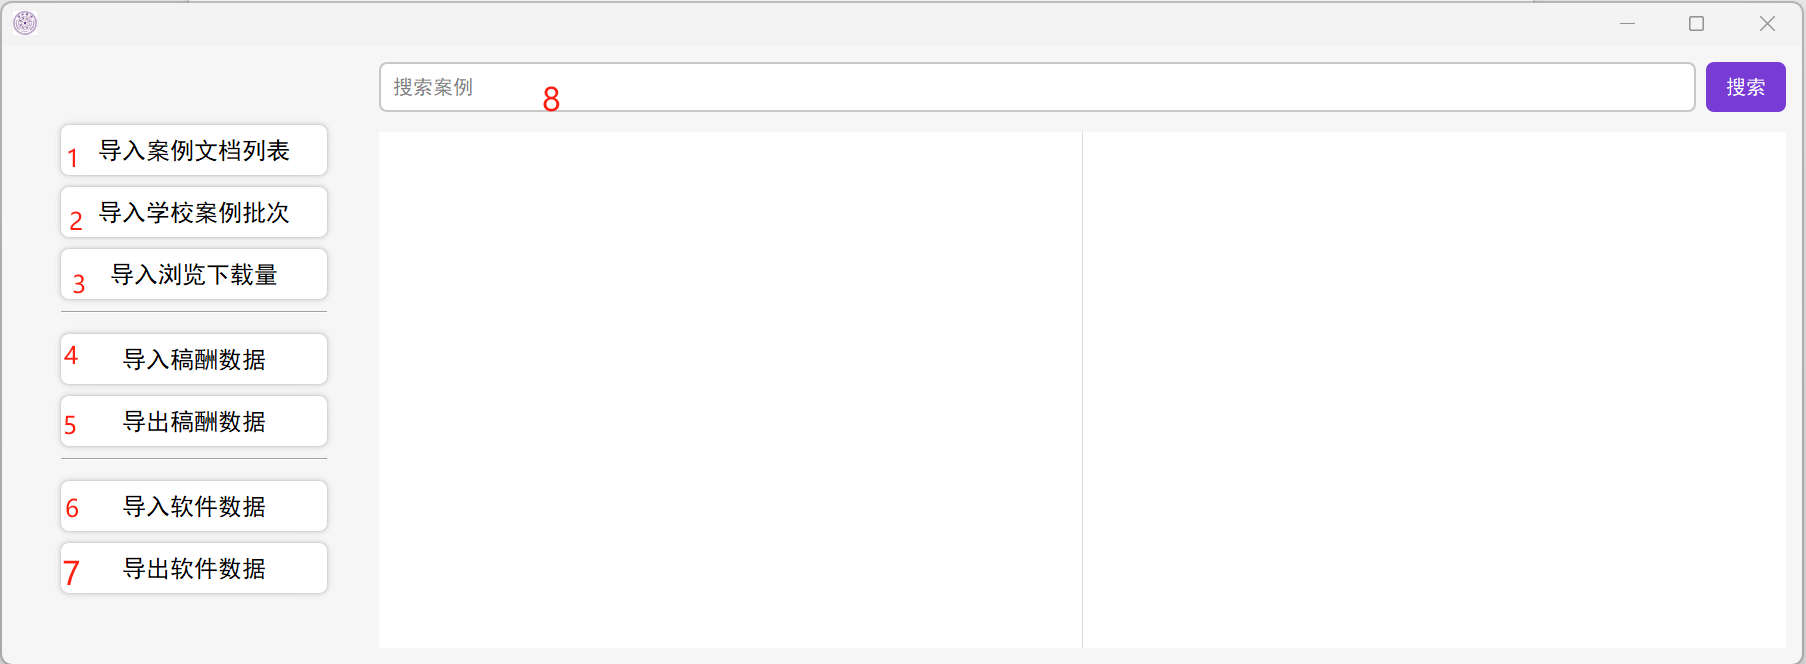 搜索案例
8
搜索
1 导入案例文档列表
2 导入学校案例批次
3 导入浏览下载量
4 导入稿酬数据
5 导出稿酬数据
6 导入软件数据
7 导出软件数据